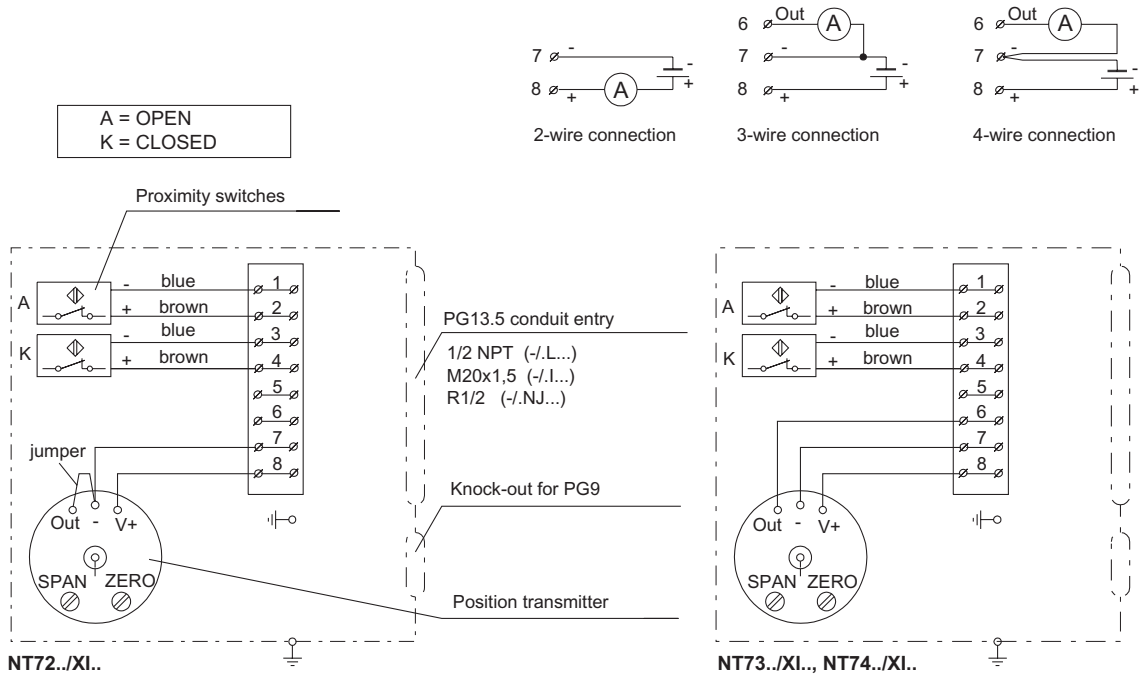 6 Out A
7 -
8 +
-
+
A
2-wire connection
6 Out A
7 -
8 +
-
+
3-wire connection
6 Out A
7 -
8 +
-
+
4-wire connection
A = OPEN
K = CLOSED
Proximity switches
A
- blue 1
+ brown 2
K
- blue 3
+ brown 4
5
6
7
8
jumper
Out - V+
SPAN ZERO
NT72../XI..
PG13.5 conduit entry
1/2 NPT (-/.L...)
M20x1,5 (-/.I...)
R1/2 (-/.NJ...)
Knock-out for PG9
Position transmitter
A
- blue 1
+ brown 2
K
- blue 3
+ brown 4
5
6
7
8
Out - V+
SPAN ZERO
NT73../XI.., NT74../XI..